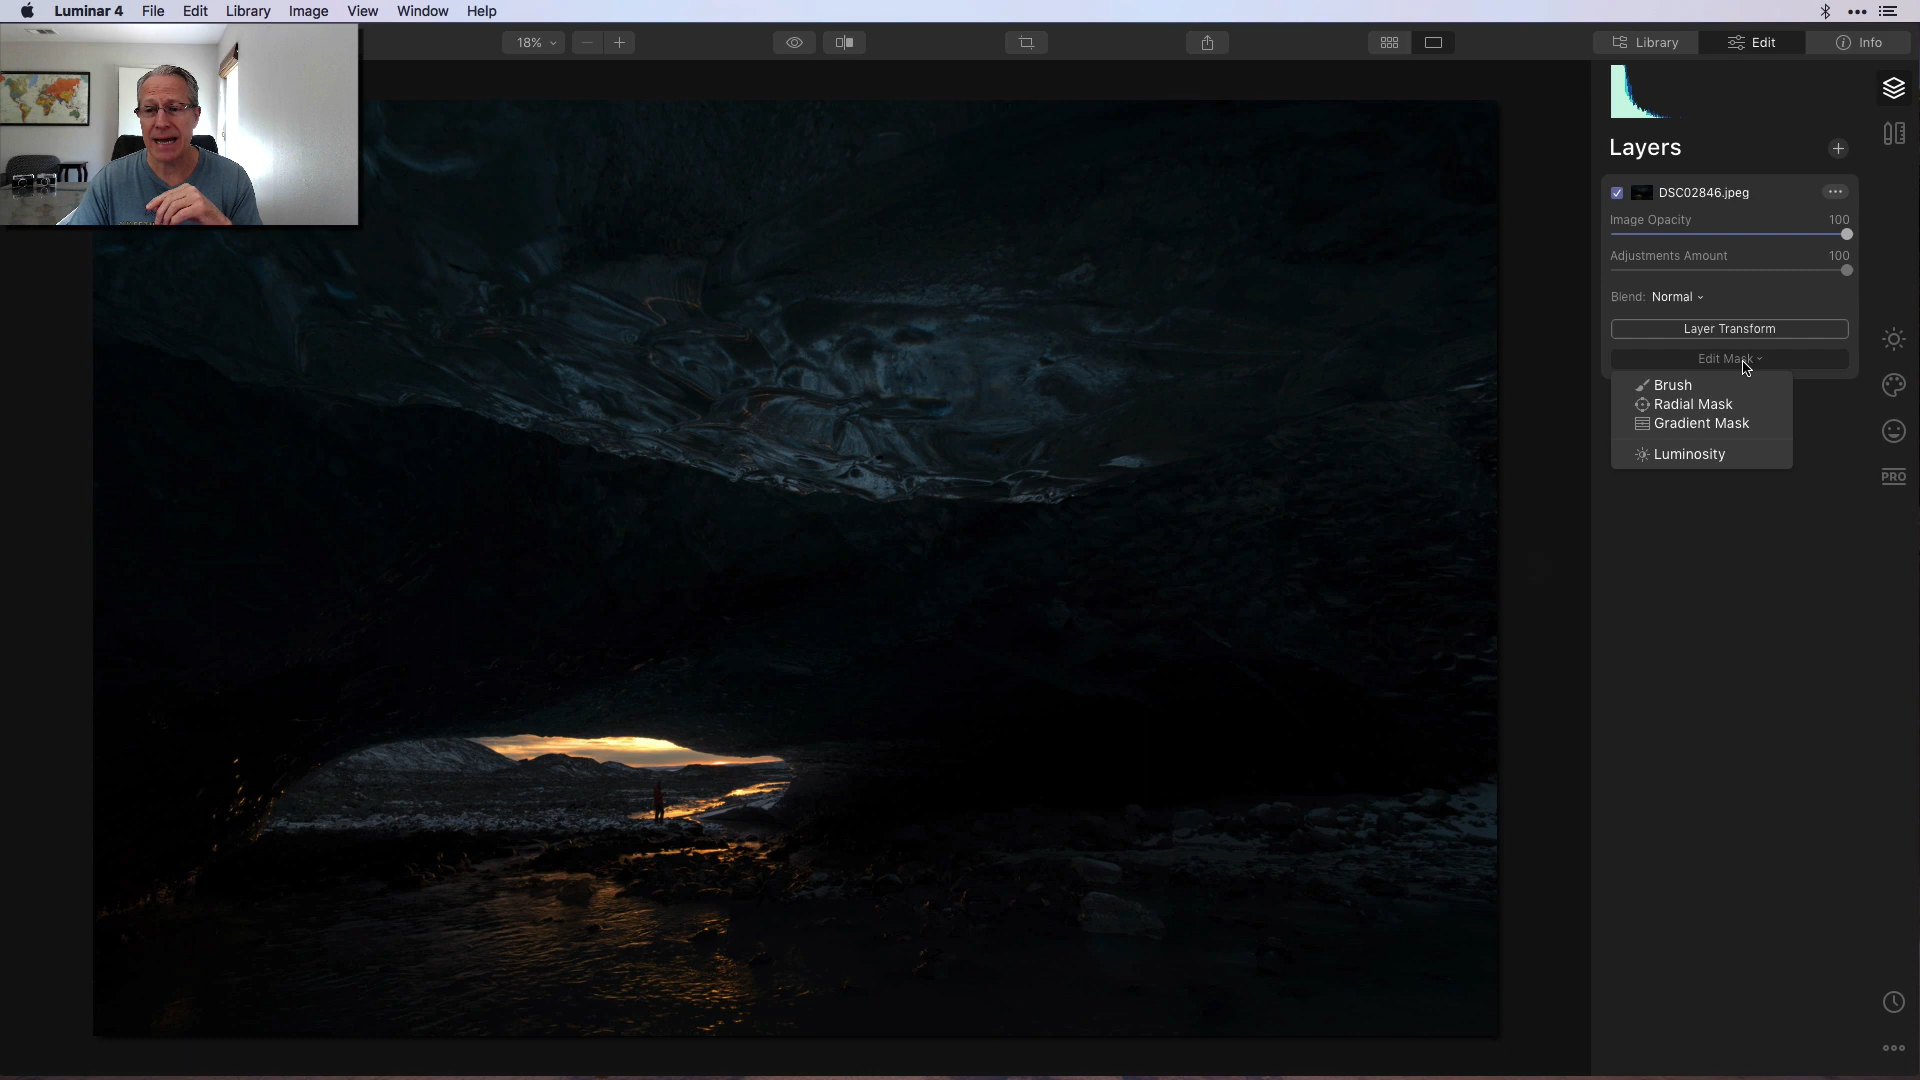 Luminar 4 File Edit Library Image View Window Help
18%
Library Edit Info
Layers
DSC02846.jpeg
Image Opacity 100
Adjustments Amount 100
Blend: Normal
Layer Transform
Edit Mask
Brush
Radial Mask
Gradient Mask
Luminosity
PRO